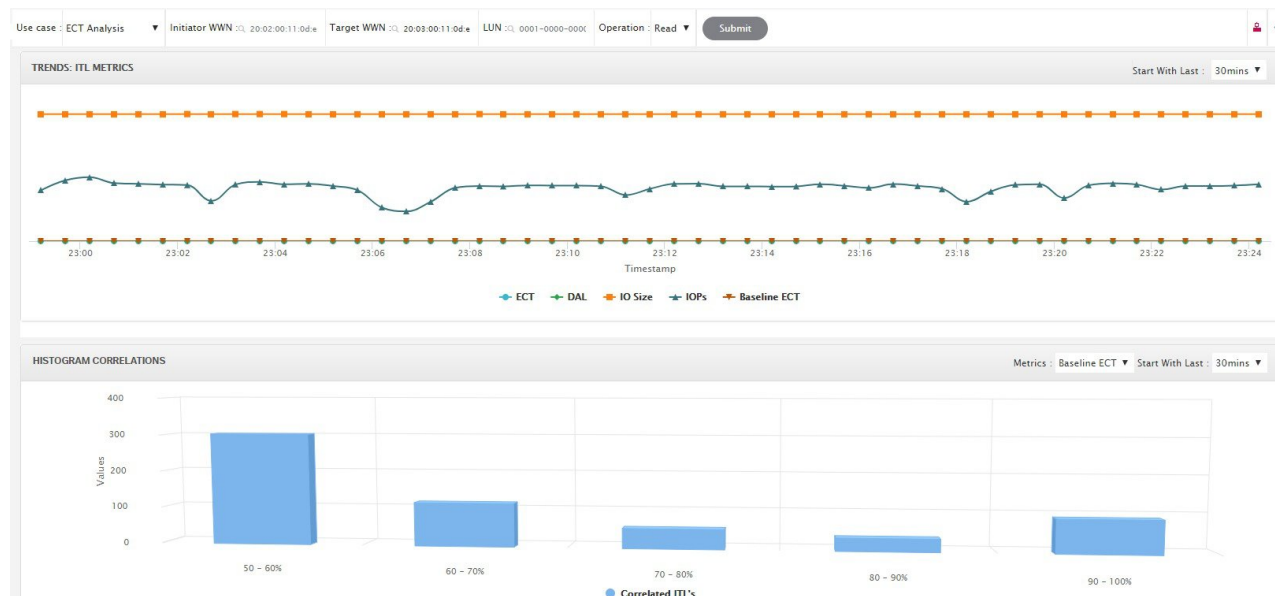 Use case : ECT Analysis ▼ Initiator WWN : 20:02:00:11:0d:e Target WWN : 20:03:00:11:0d:e LUN : 0001-0000-000( Operation : Read ▼ Submit
TRENDS: ITL METRICS Start With Last : 30mins ▼
23:00 23:02 23:04 23:06 23:08 23:10 23:12 23:14 23:16 23:18 23:20 23:22 23:24
Timestamp
ECT DAL IO Size IOPs Baseline ECT
HISTOGRAM CORRELATIONS Metrics : Baseline ECT ▼ Start With Last : 30mins ▼
400
300
200
100
0
Values
50 - 60% 60 - 70% 70 - 80% 80 - 90% 90 - 100%
Correlated ITL's